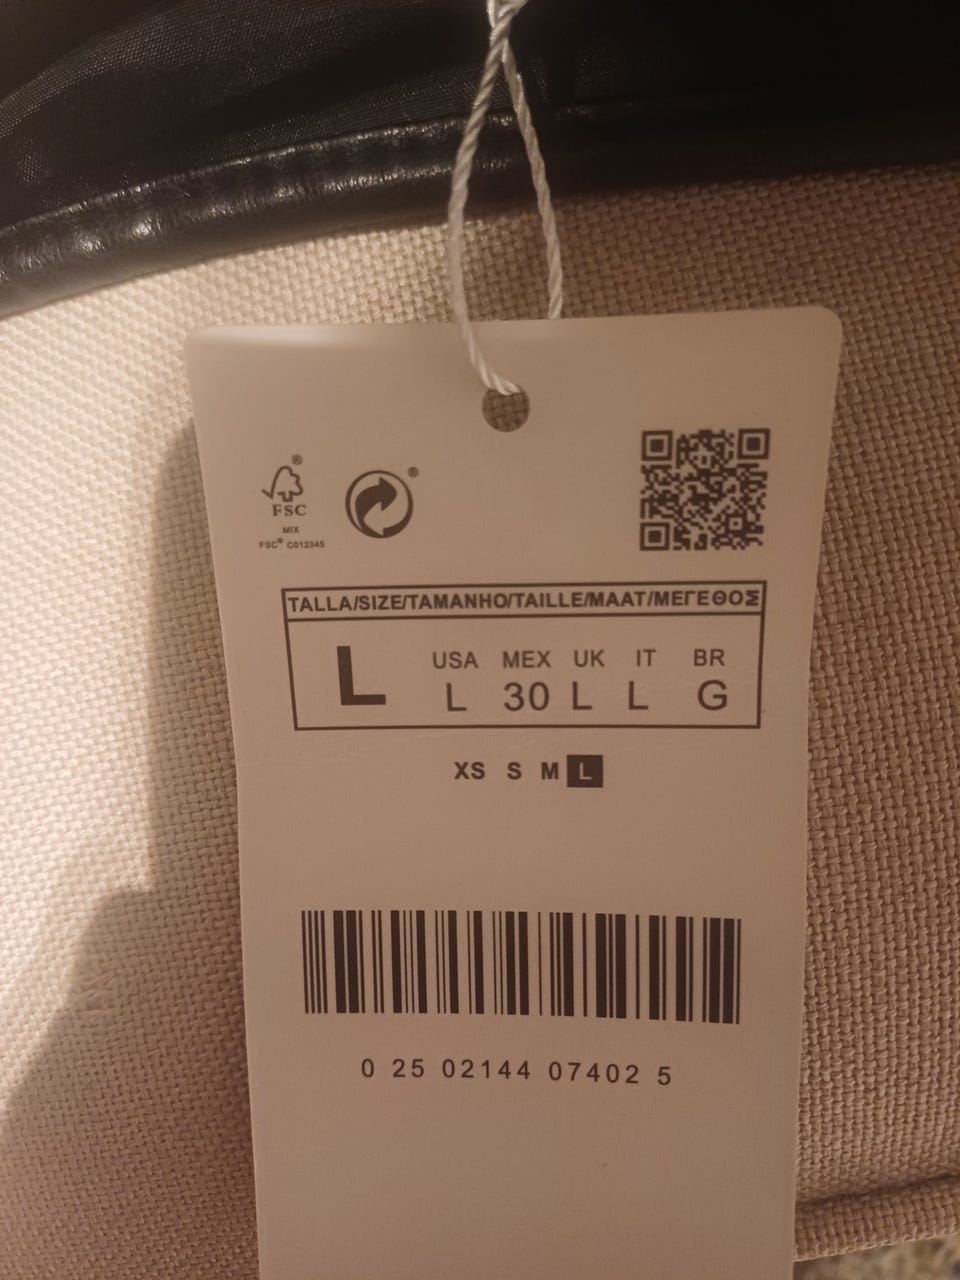 ®
FSC
MIX
FSC® C012345
®
TALLA/SIZE/TAMANHO/TAILLE/MAAT/ΜΕΓΕΘΟΣ
L
USA MEX UK IT BR
L 30 L L G
XS S M L
0 25 02144 07402 5